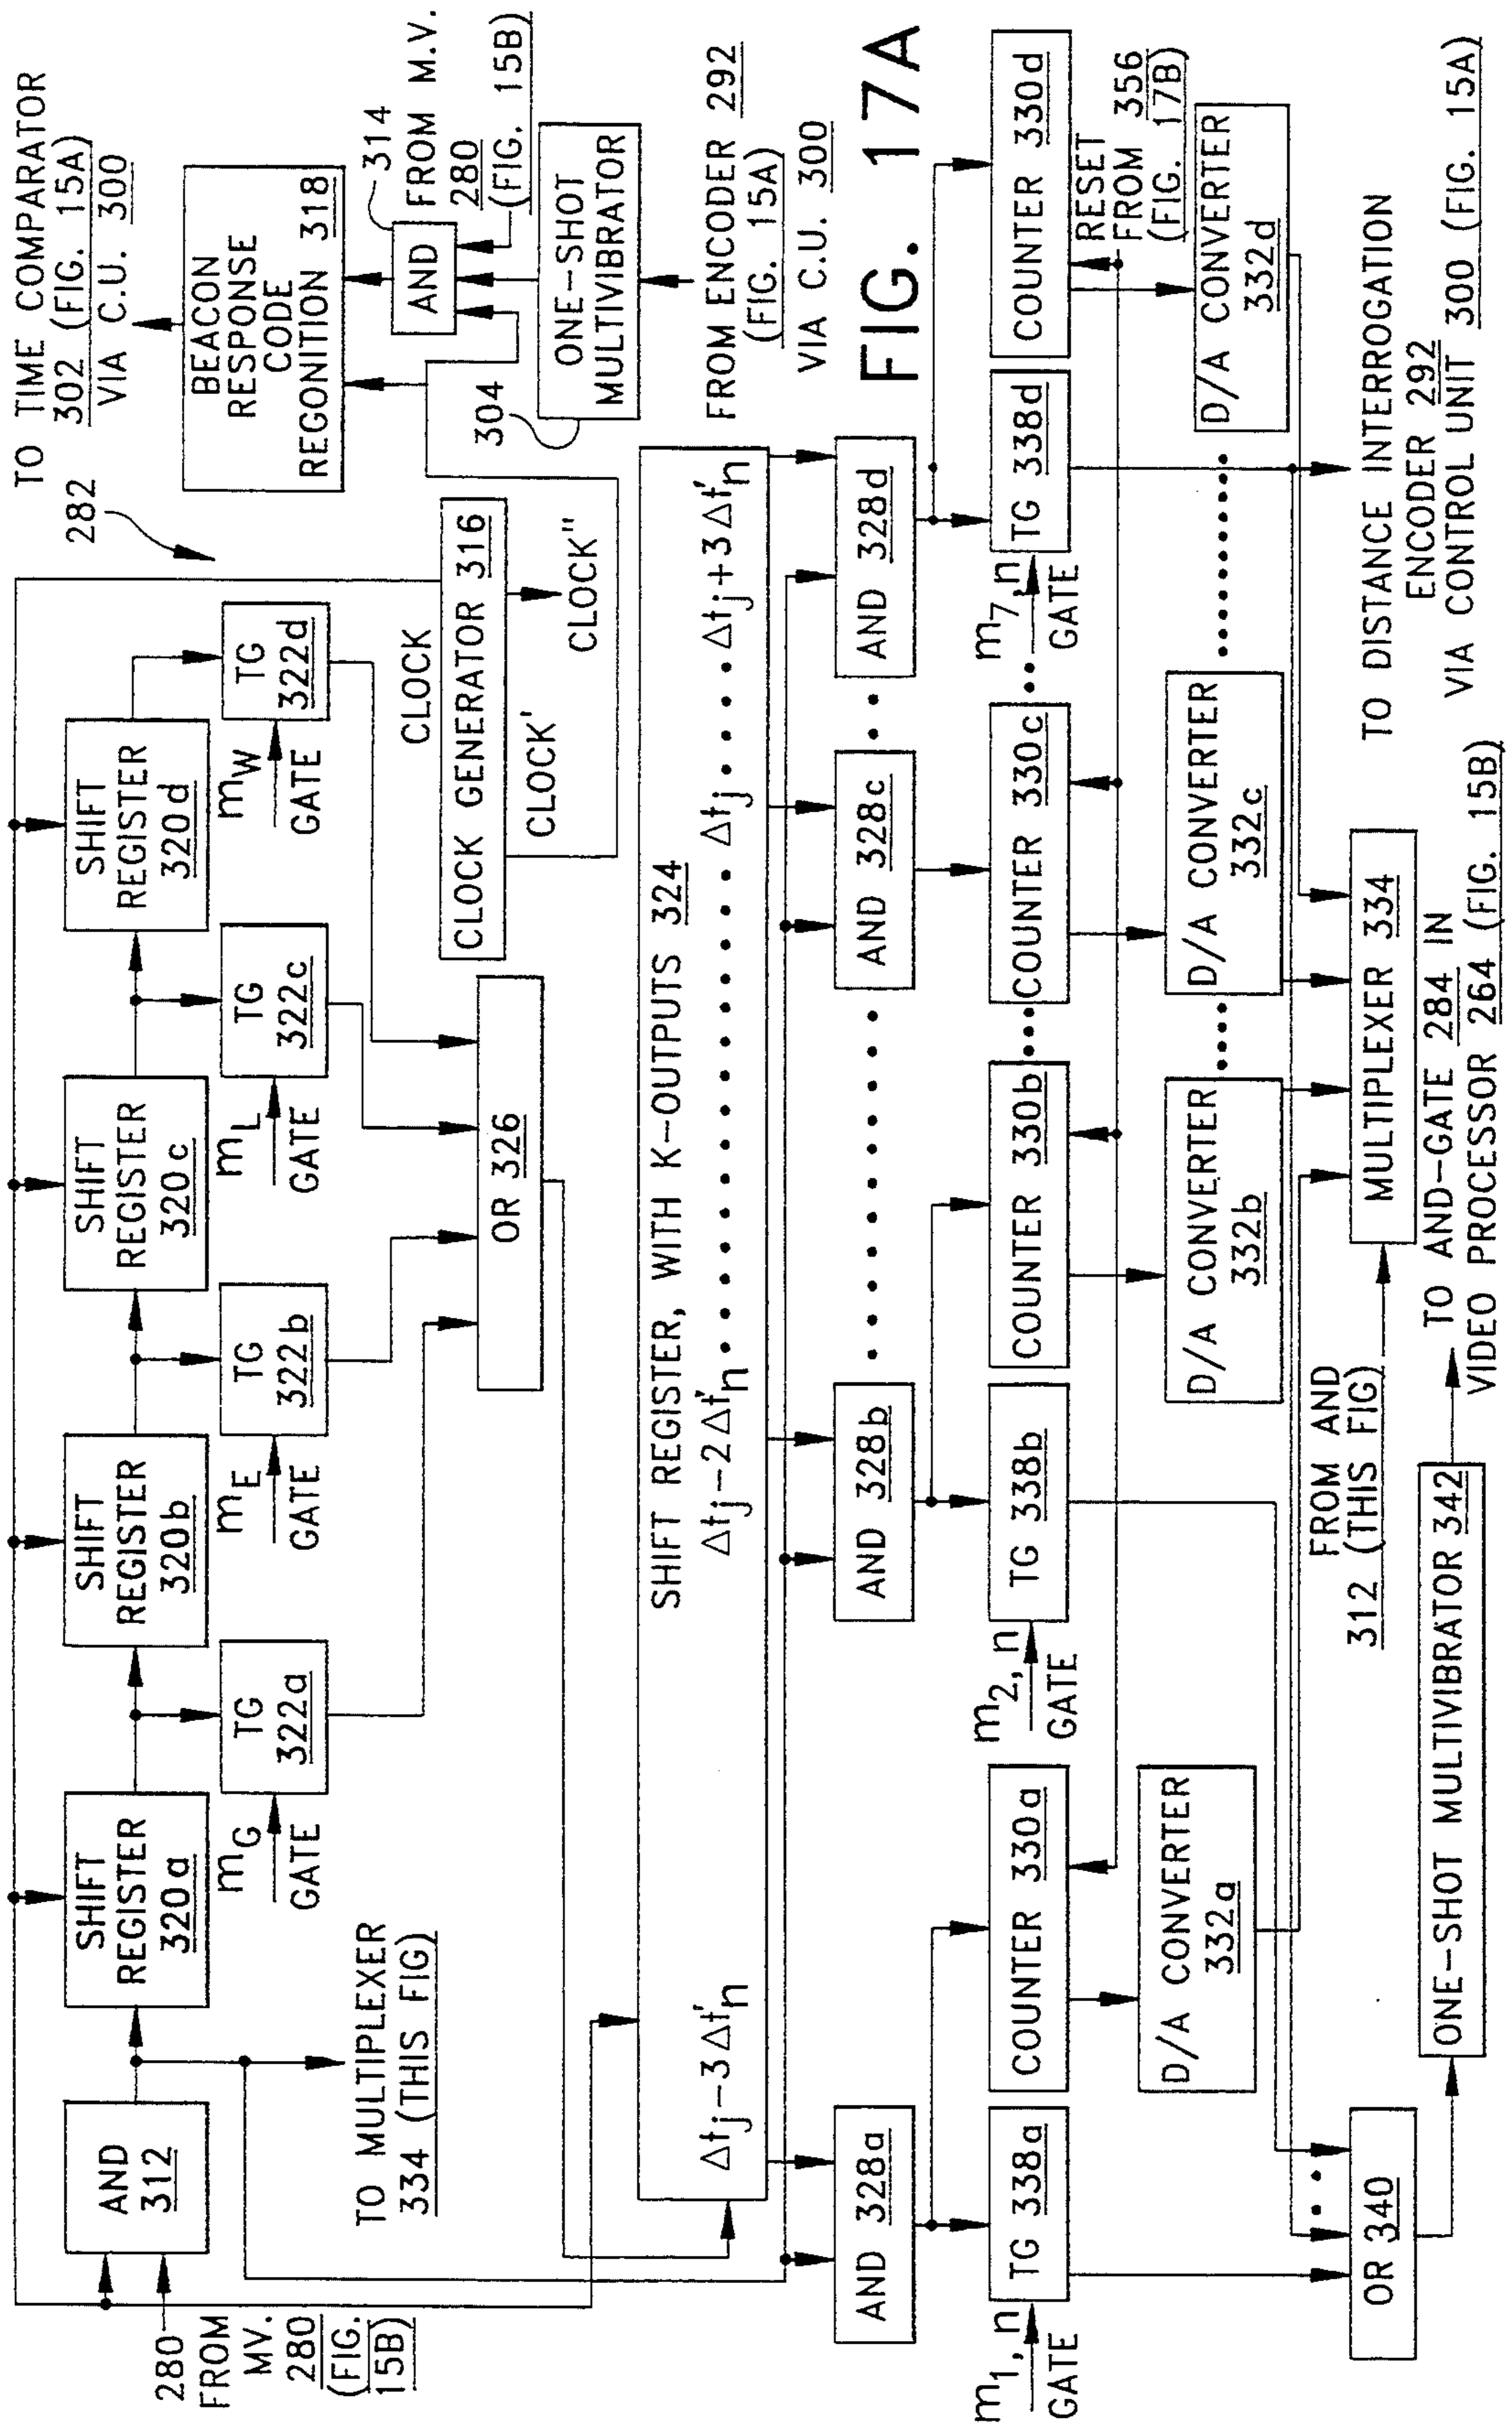 280
FROM
MV.
280
(FIG.
15B)
AND
312
TO MULTIPLEXER
334 (THIS FIG)
SHIFT
REGISTER
320a
mG
GATE
TG
322a
SHIFT
REGISTER
320b
mE
GATE
TG
322b
SHIFT
REGISTER
320c
mL
GATE
TG
322c
SHIFT
REGISTER
320d
mW
GATE
TG
322d
OR 326
282
CLOCK
CLOCK GENERATOR 316
CLOCK'
CLOCK"
TO TIME COMPARATOR
302 (FIG. 15A)
VIA C.U. 300
BEACON
RESPONSE
CODE
REGONITION 318
AND
314
FROM M.V.
280
(FIG. 15B)
304
ONE-SHOT
MULTIVIBRATOR
FROM ENCODER 292
(FIG. 15A)
VIA C.U. 300
SHIFT REGISTER, WITH K-OUTPUTS 324
Δtj-3Δt'n Δtj-2Δt'n Δtj Δtj+3Δt'n
FIG. 17A
AND 328a
AND 328b
AND 328c
AND 328d
m1,n
GATE
TG 338a
COUNTER 330a
m2,n
GATE
TG 338b
COUNTER 330b
COUNTER 330c
m7,n
GATE
TG 338d
COUNTER 330d
RESET
FROM 356
(FIG. 17B)
D/A CONVERTER
332a
D/A CONVERTER
332b
D/A CONVERTER
332c
D/A CONVERTER
332d
OR 340
ONE-SHOT MULTIVIBRATOR 342
FROM AND
312 (THIS FIG)
MULTIPLEXER 334
TO AND-GATE 284 IN
VIDEO PROCESSOR 264 (FIG. 15B)
TO DISTANCE INTERROGATION
ENCODER 292
VIA CONTROL UNIT 300 (FIG. 15A)